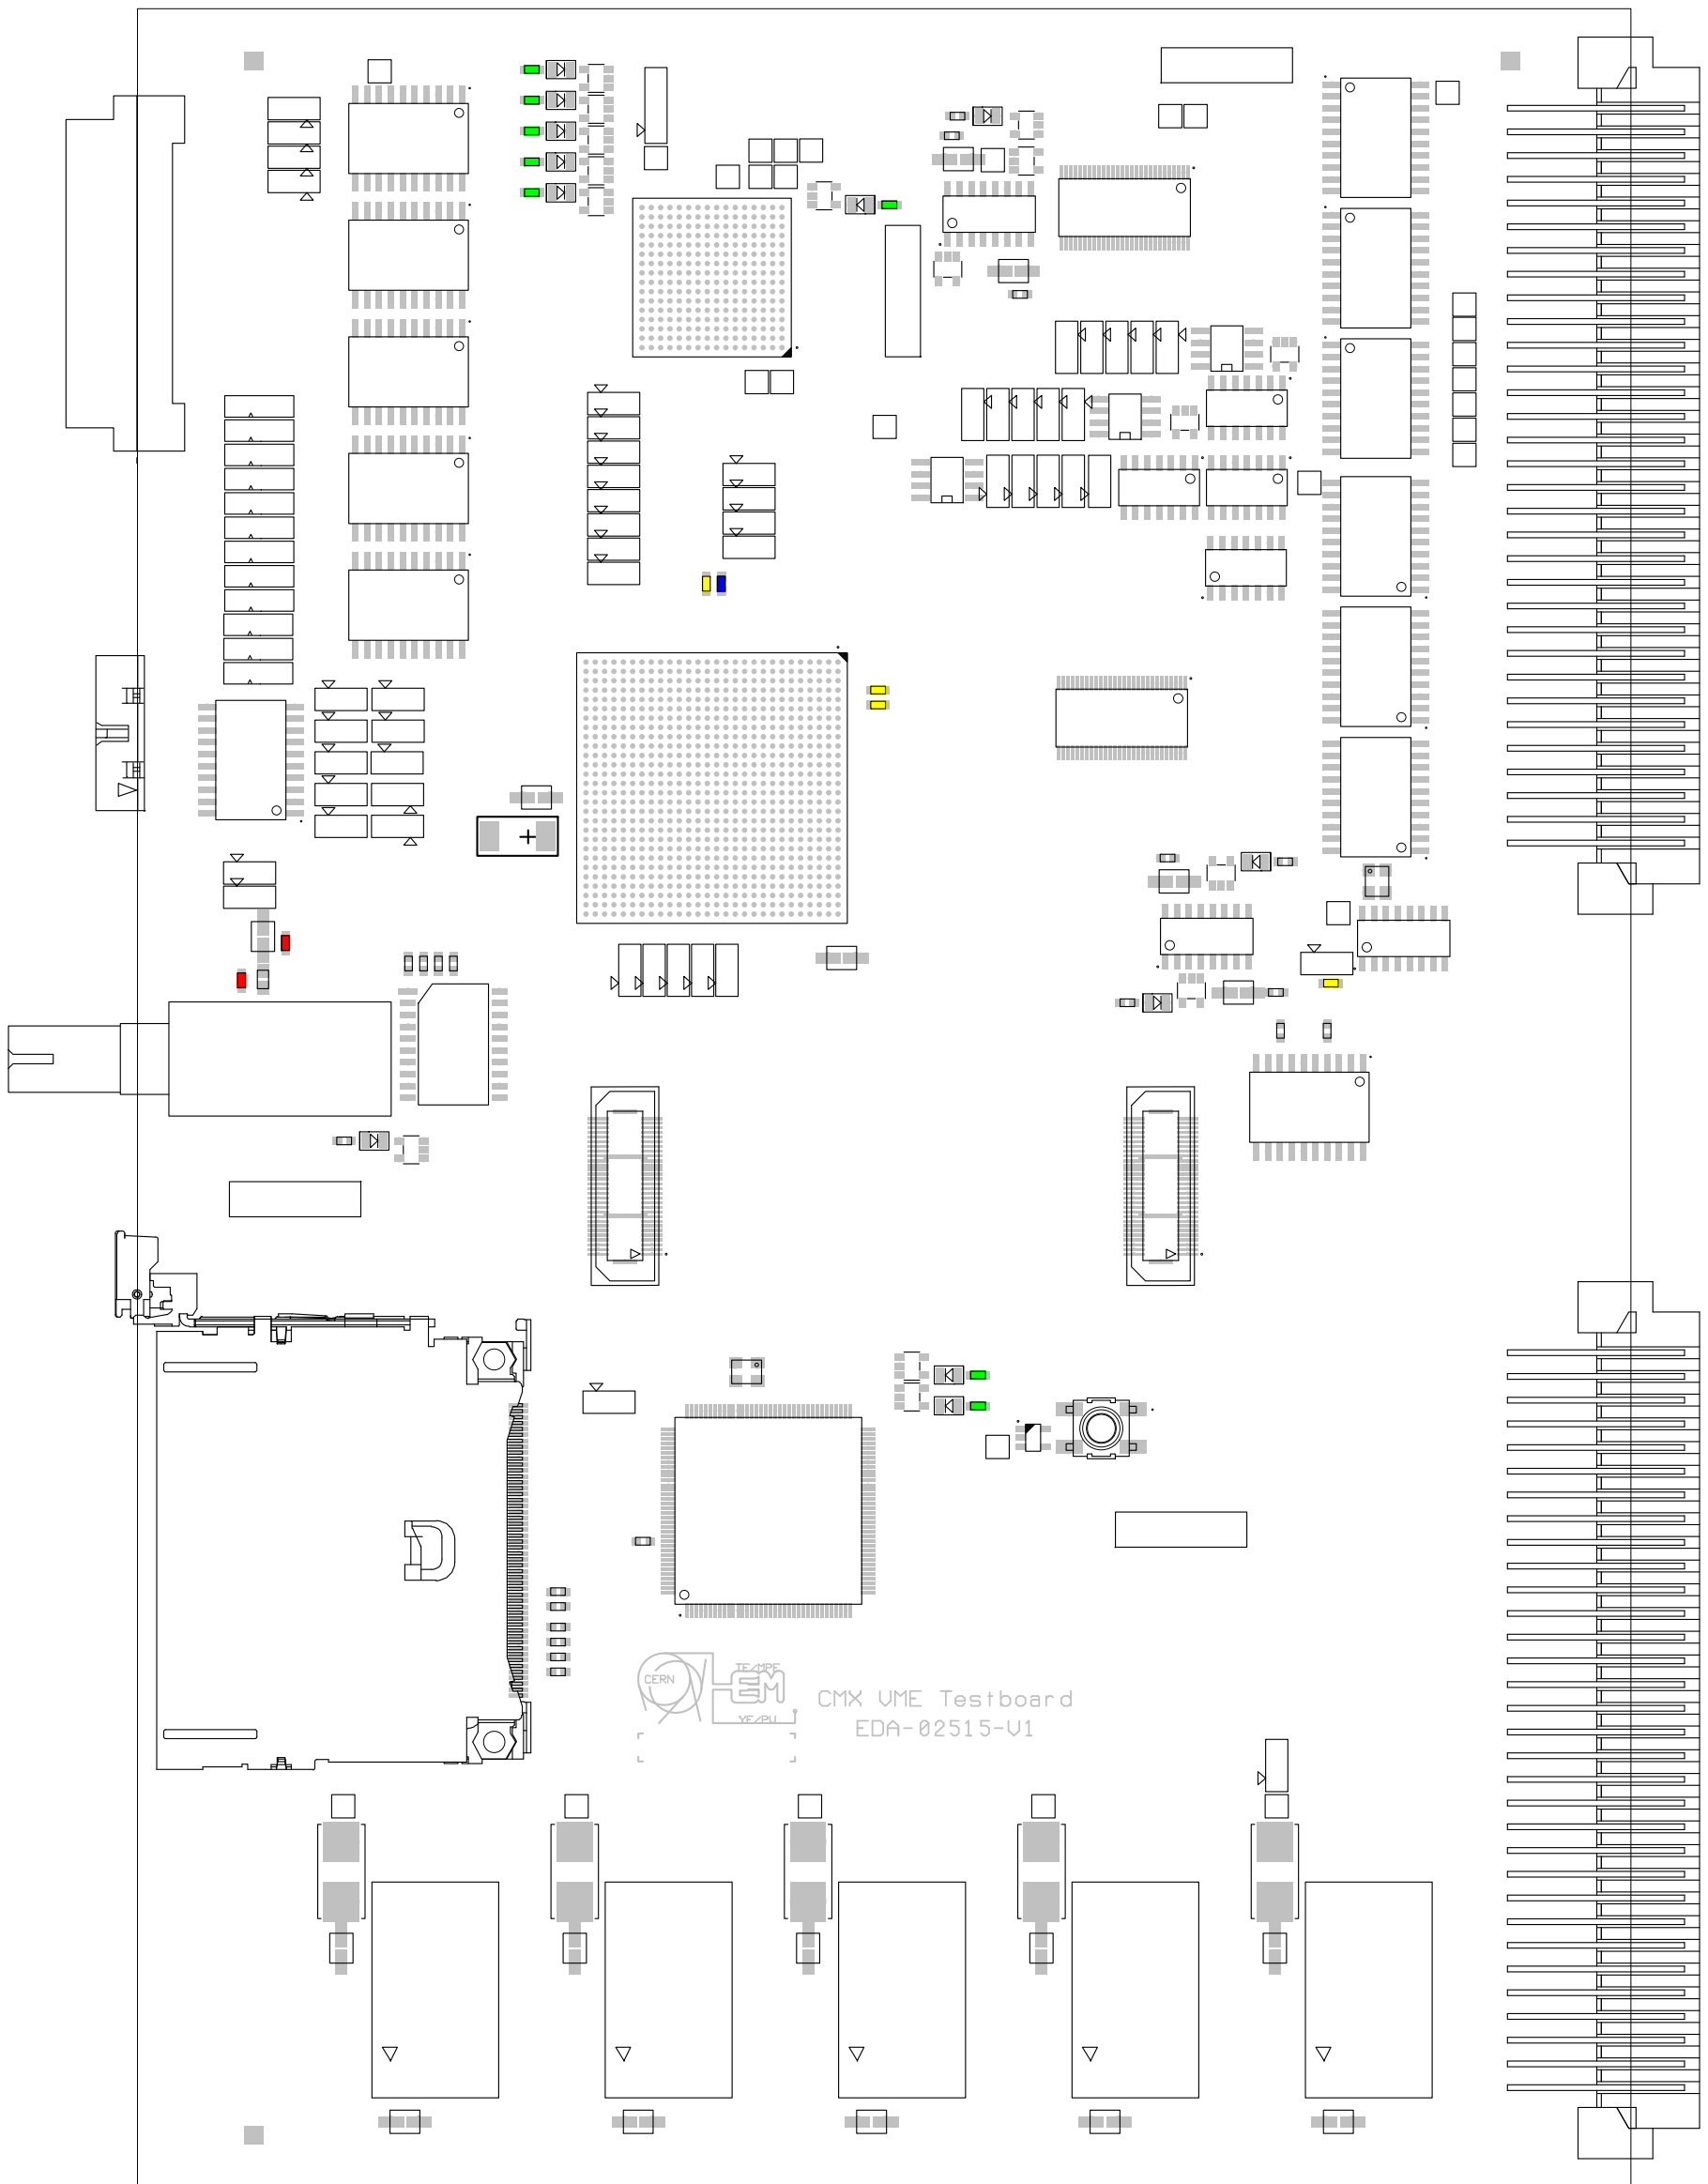 CERN
TE/MPE
EM
YE/PU
CMX VME Testboard
EDA-02515-V1